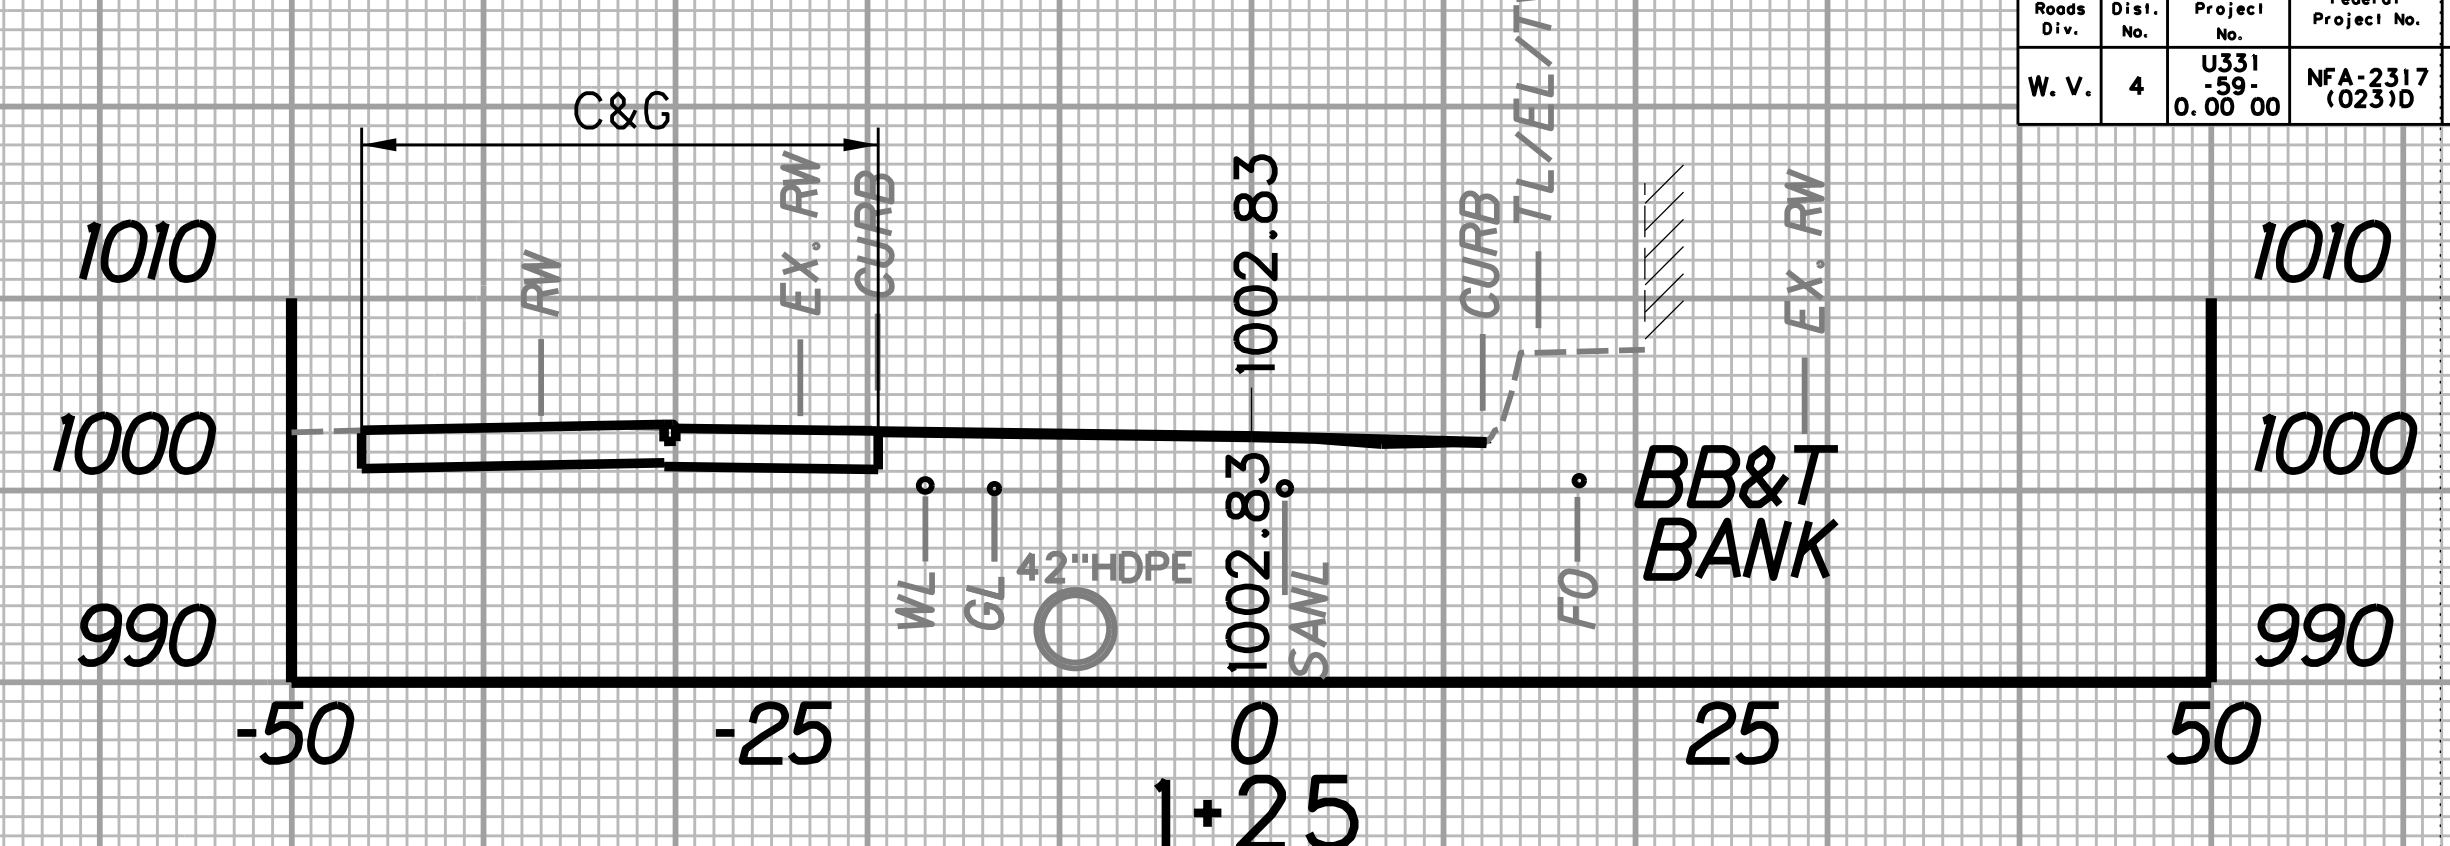 Roads Div.
Dist. No.
Project No.
Federal Project No.
W. V.
4
U331
-59-
0.00 00
NFA-2317
(023)D
C&G
1010
1000
990
RW
EX. RW
CURB
1002.83
1002.83
CURB
TL/EL/T
EX. RW
1010
1000
990
WL
GL
42"HDPE
SANL
FO
BB&T
BANK
-50
-25
0
25
50
1+25